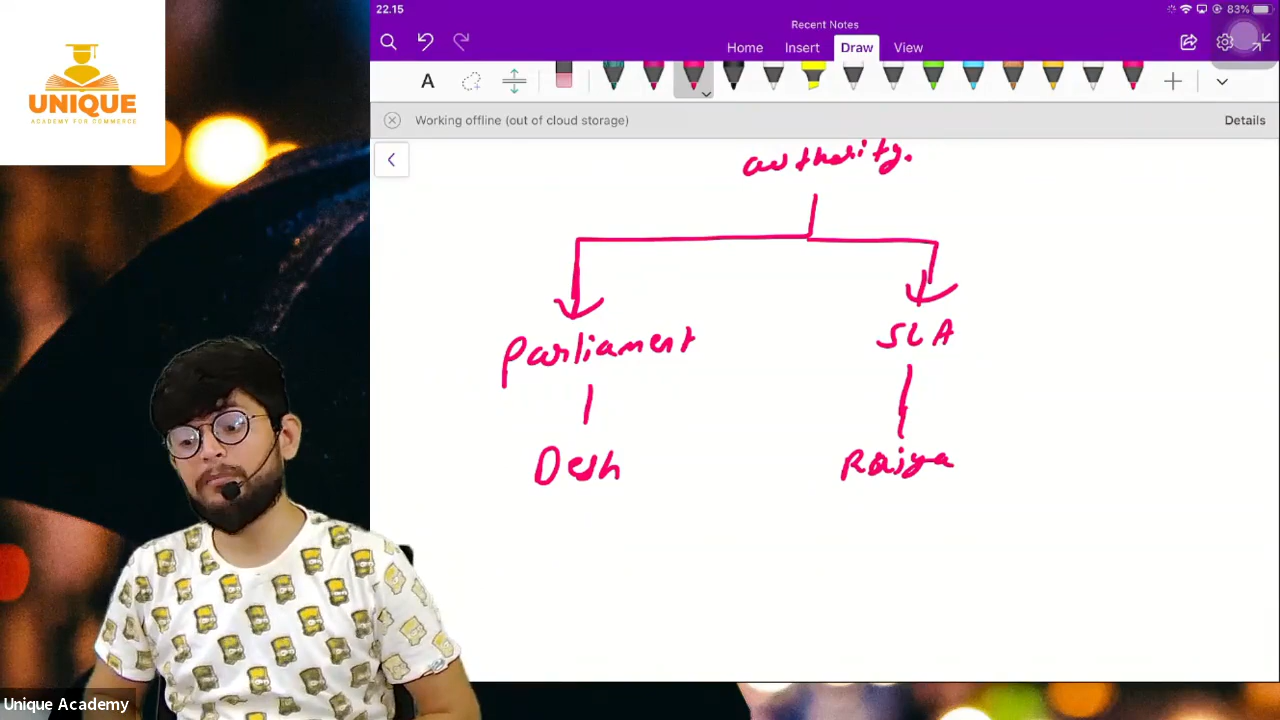 22.15
83%
Recent Notes
Home Insert Draw View
A
Working offline (out of cloud storage)
Details
UNIQUE
ACADEMY FOR COMMERCE
authority.
Parliament
SLA
Desh
Rajya
Unique Academy